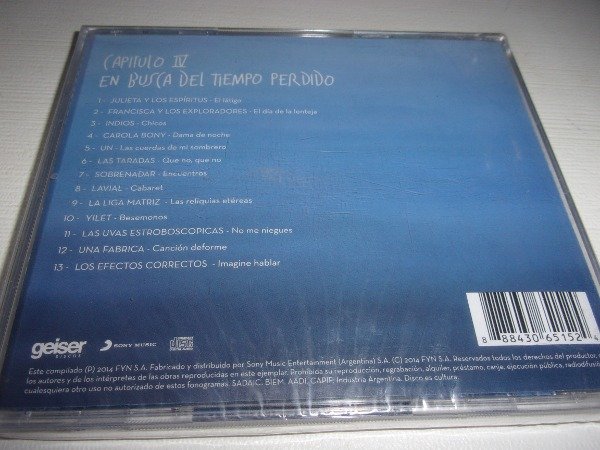 CAPITULO IV
EN BUSCA DEL TIEMPO PERDIDO
1 - JULIETA Y LOS ESPÍRITUS - El látigo
2 - FRANCISCA Y LOS EXPLORADORES - El día de la lenteja
3 - INDIOS - Chicos
4 - CAROLA BONY - Dama de noche
5 - UN - Las cuerdas de mi sombrero
6 - LAS TARADAS - Que no, que no
7 - SOBRENADAR - Encuentros
8 - LAVIAL - Cabaret
9 - LA LIGA MATRIZ - Las reliquias etéreas
10 - YILET - Besemonos
11 - LAS UVAS ESTROBOSCOPICAS - No me niegues
12 - UNA FABRICA - Canción deforme
13 - LOS EFECTOS CORRECTOS - Imagine hablar
8 88430 65152 4
geiser
DISCOS
SONY MUSIC
COMPACT disc DIGITAL AUDIO
Este compilado (P) 2014 FYN S.A. Fabricado y distribuido por Sony Music Entertainment (Argentina) S.A. (C) 2014 FYN S.A. Reservados todos los derechos del productor,
los autores y de los intérpretes de las obras reproducidas en este ejemplar. Prohibida su reproducción, regrabación, alquiler, préstamo, canje, ejecución pública, radiodifusión
cualesquiera otro uso no autorizado de estos fonogramas. SADAIC, BIEM, AADI, CAPIF. Industria Argentina. Disco es cultura.